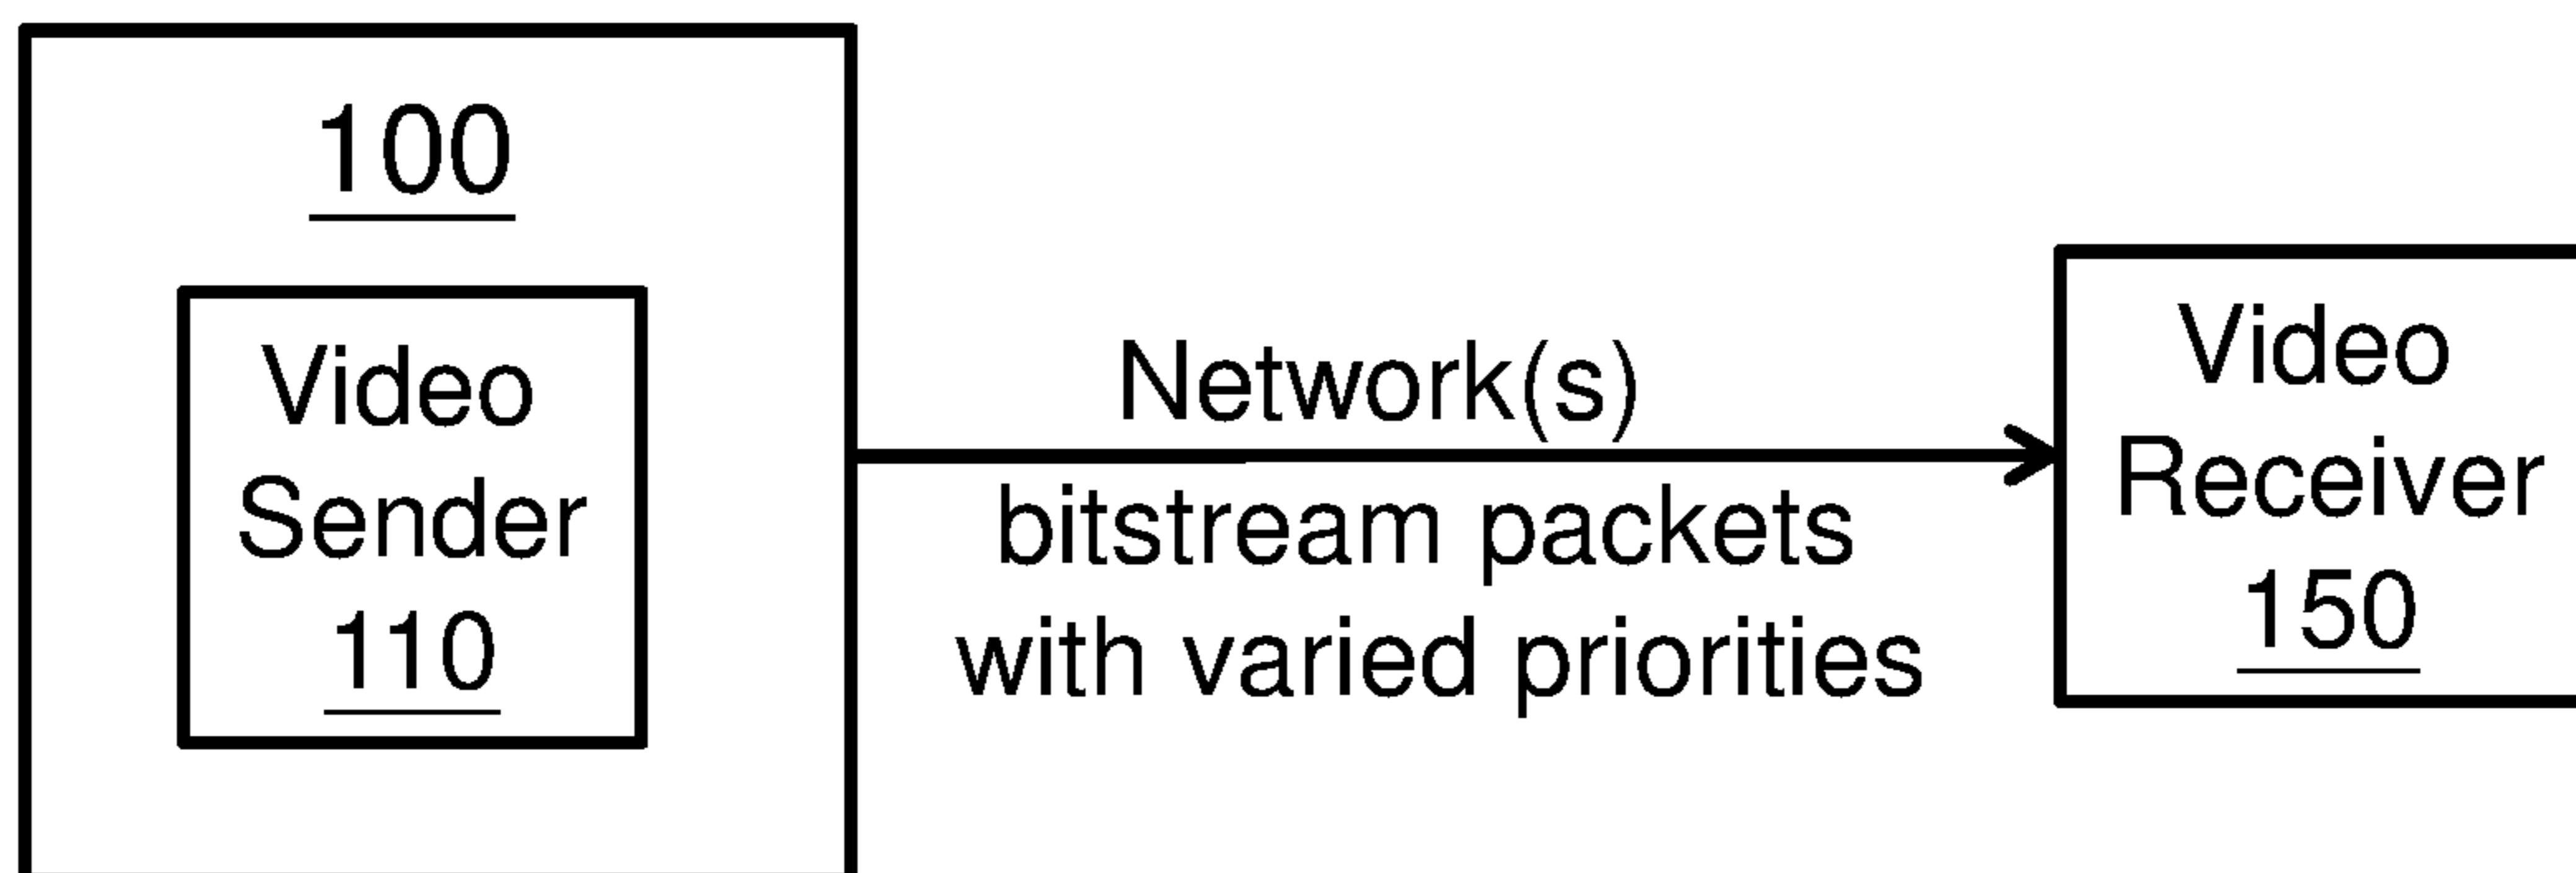 100
Video
Sender
110
Network(s)
bitstream packets
with varied priorities
Video
Receiver
150